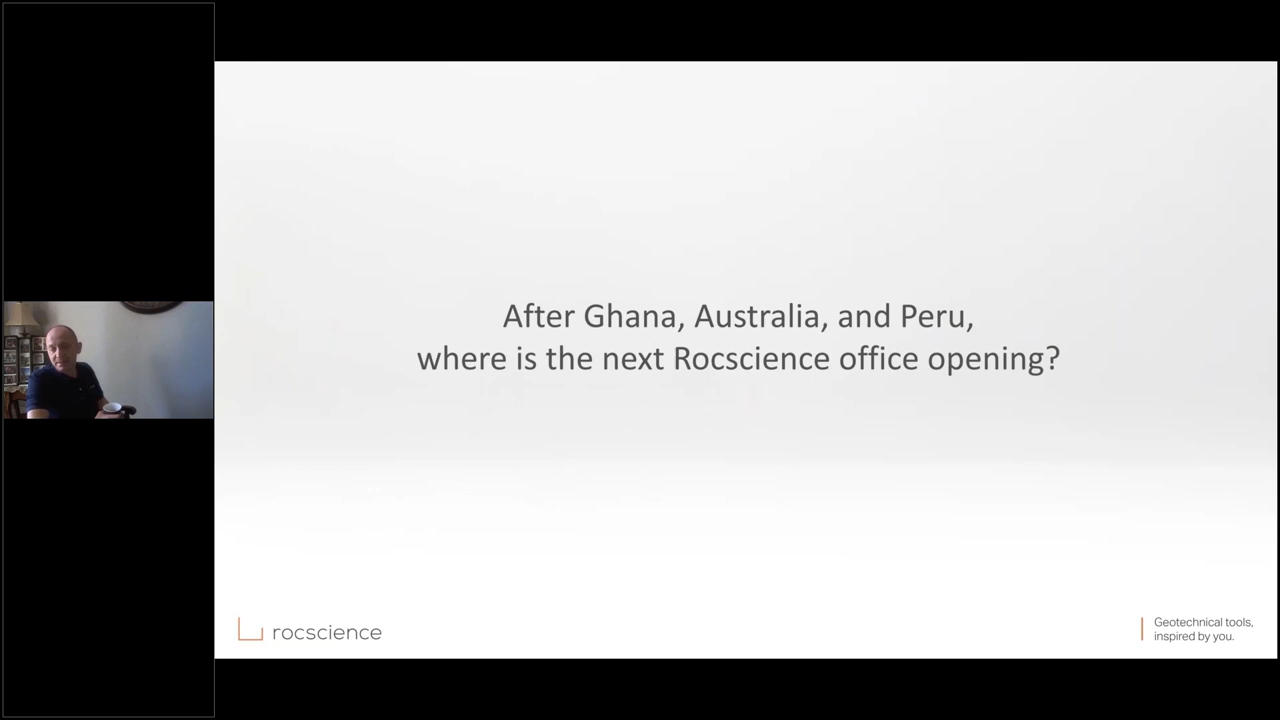 After Ghana, Australia, and Peru,
where is the next Rocscience office opening?
rocscience
Geotechnical tools,
inspired by you.